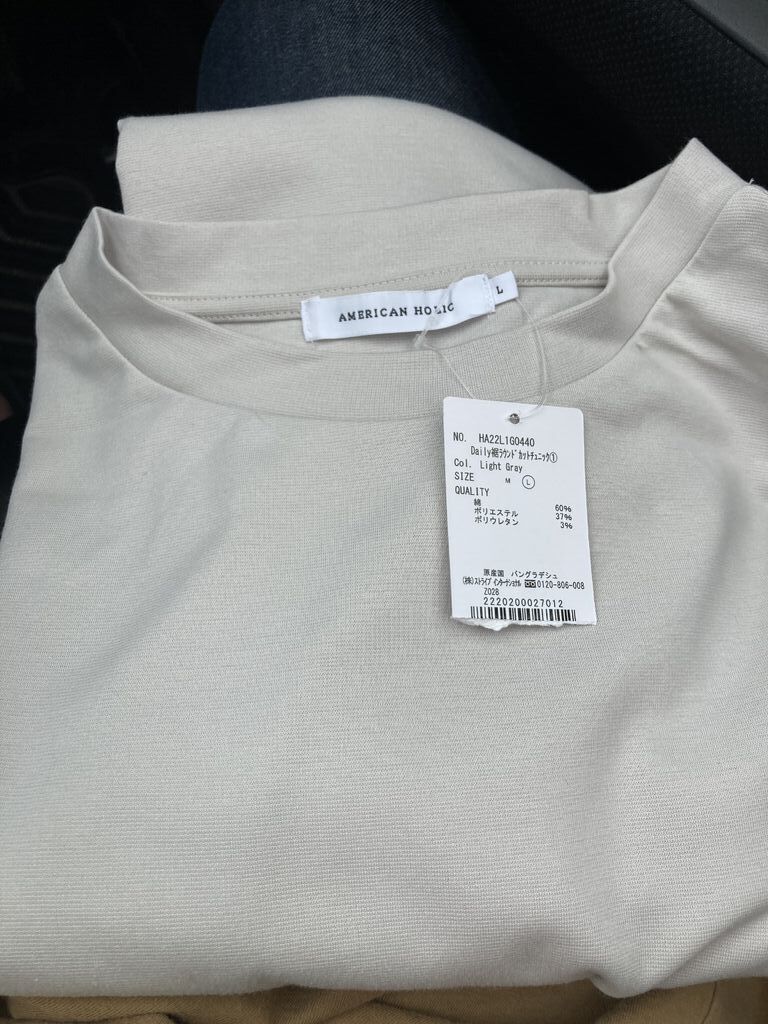 AMERICAN HOLIC
L
NO. HA22L1G0440
Daily裾ﾗｳﾝﾄﾞｶｯﾄﾁｭﾆｯｸ①
Col. Light Gray
SIZE M Ⓛ
QUALITY
綿 60%
ポリエステル 37%
ポリウレタン 3%
原産国 バングラデシュ
(株)ストライプ インターナショナル 0120-806-008
Z028
2220200027012